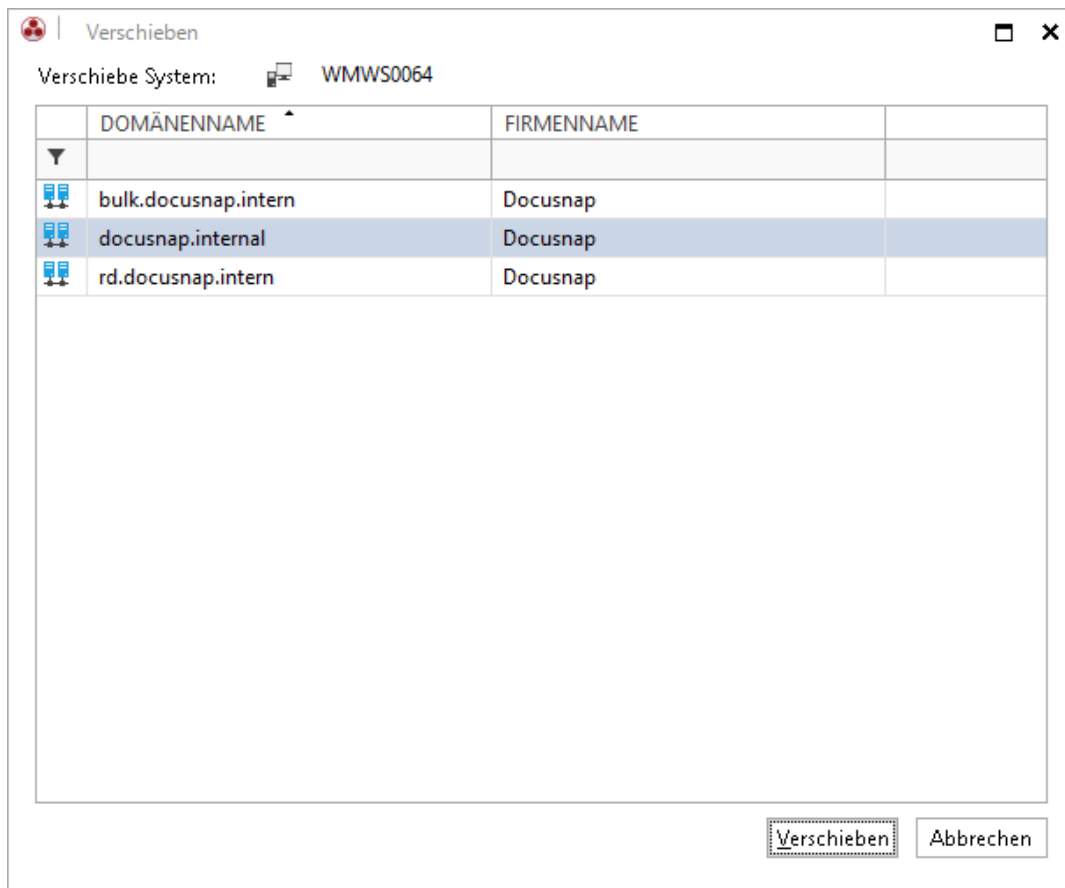 Verschieben
Verschiebe System: WMWS0064
DOMÄNENNAME FIRMENNAME
bulk.docusnap.intern Docusnap
docusnap.internal Docusnap
rd.docusnap.intern Docusnap
Verschieben Abbrechen